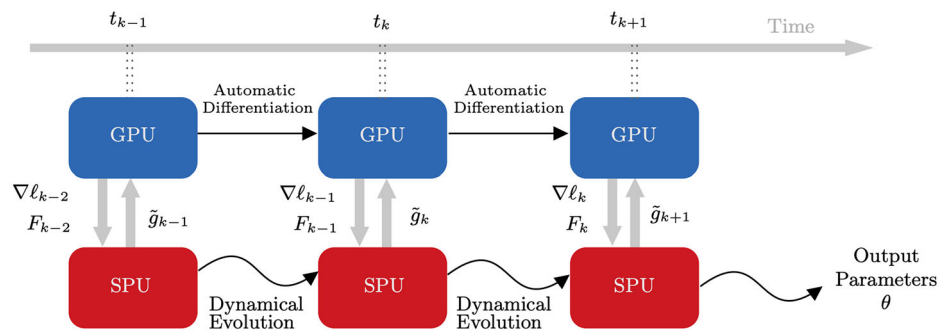 t_{k−1} t_k t_{k+1}
Time
Automatic Differentiation
Automatic Differentiation
GPU GPU GPU
∇ℓ_{k−2} ∇ℓ_{k−1} ∇ℓ_k
F_{k−2} g̃_{k−1} F_{k−1} g̃_k F_k g̃_{k+1}
SPU SPU SPU
Dynamical Evolution
Dynamical Evolution
Output
Parameters
θ